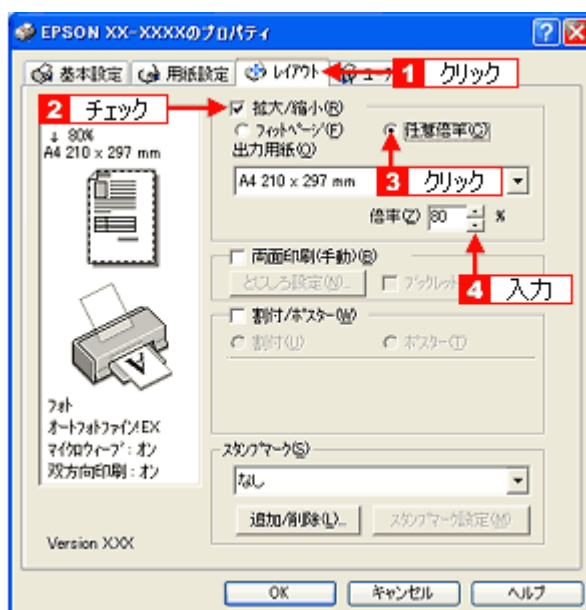 EPSON XX-XXXXのプロパティ
基本設定 用紙設定 レイアウト
1 クリック
2 チェック
拡大/縮小(R)
フィットページ(F) 任意倍率(C)
↓ 80%
A4 210 x 297 mm
出力用紙(O)
A4 210 x 297 mm
3 クリック
倍率(Z) 80 %
両面印刷(手動)(B)
とじしろ設定(N)...
4 入力
割付/ポスター(W)
割付(U) ポスター(T)
フォト
オートフォトファイン!EX
マイクロウィーブ : オン
双方向印刷 : オン
スタンプマーク(S)
なし
追加/削除(L)... スタンプマーク設定(M)
Version XXX
OK キャンセル ヘルプ